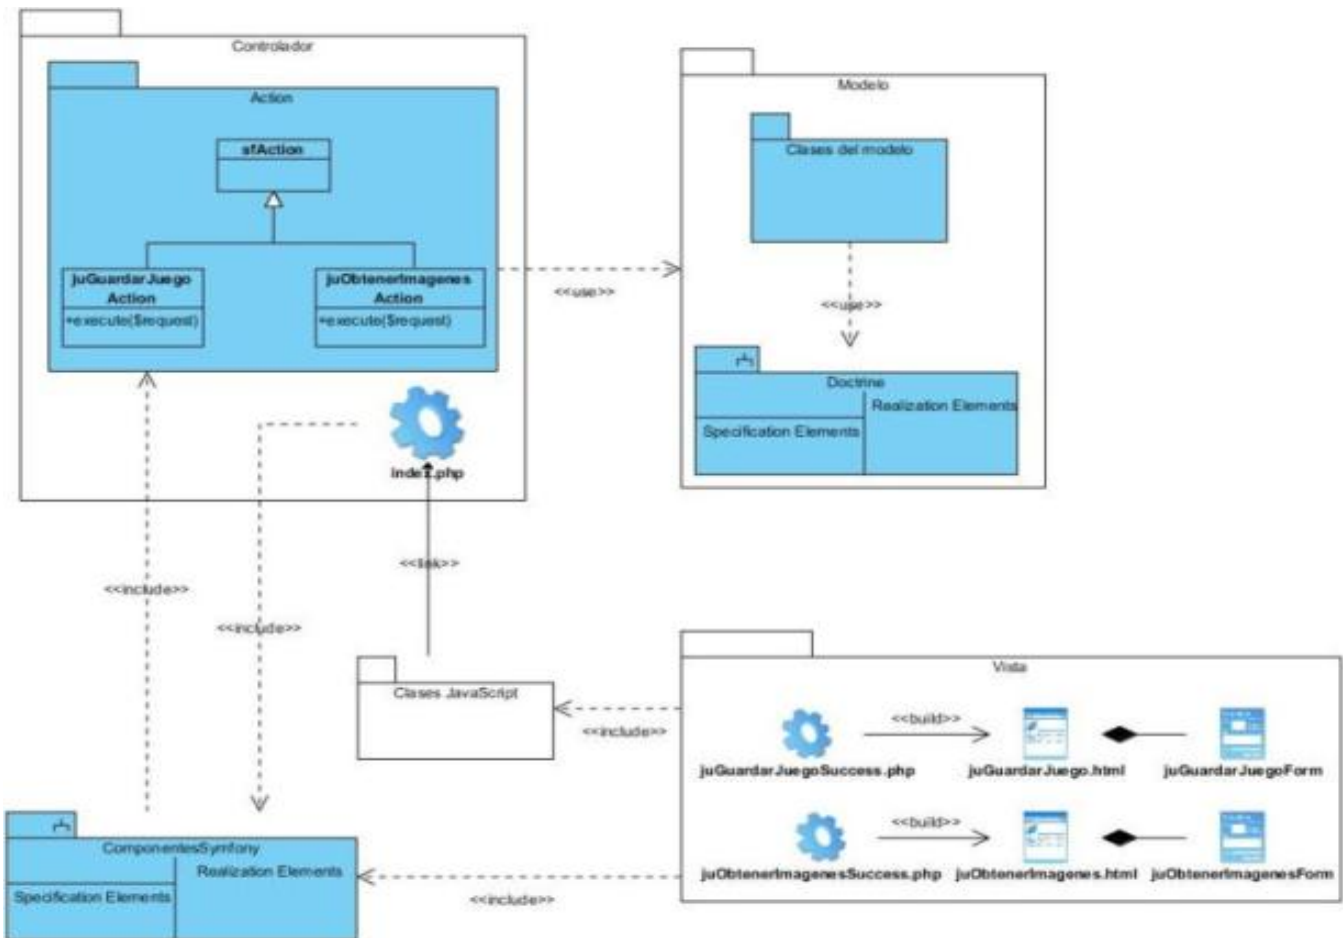 Controlador
Action
sfAction
juGuardarJuego
Action
+execute($request)
juObtenerImagenes
Action
+execute($request)
index.php
<<use>>
Modelo
Clases del modelo
<<use>>
Doctrine
Realization Elements
Specification Elements
<<include>>
<<include>>
<<link>>
Clases JavaScript
<<include>>
Vista
<<build>>
juGuardarJuegoSuccess.php
juGuardarJuego.html
juGuardarJuegoForm
<<build>>
juObtenerImagenesSuccess.php
juObtenerImagenes.html
juObtenerImagenesForm
ComponentesSymfony
Realization Elements
Specification Elements
<<include>>